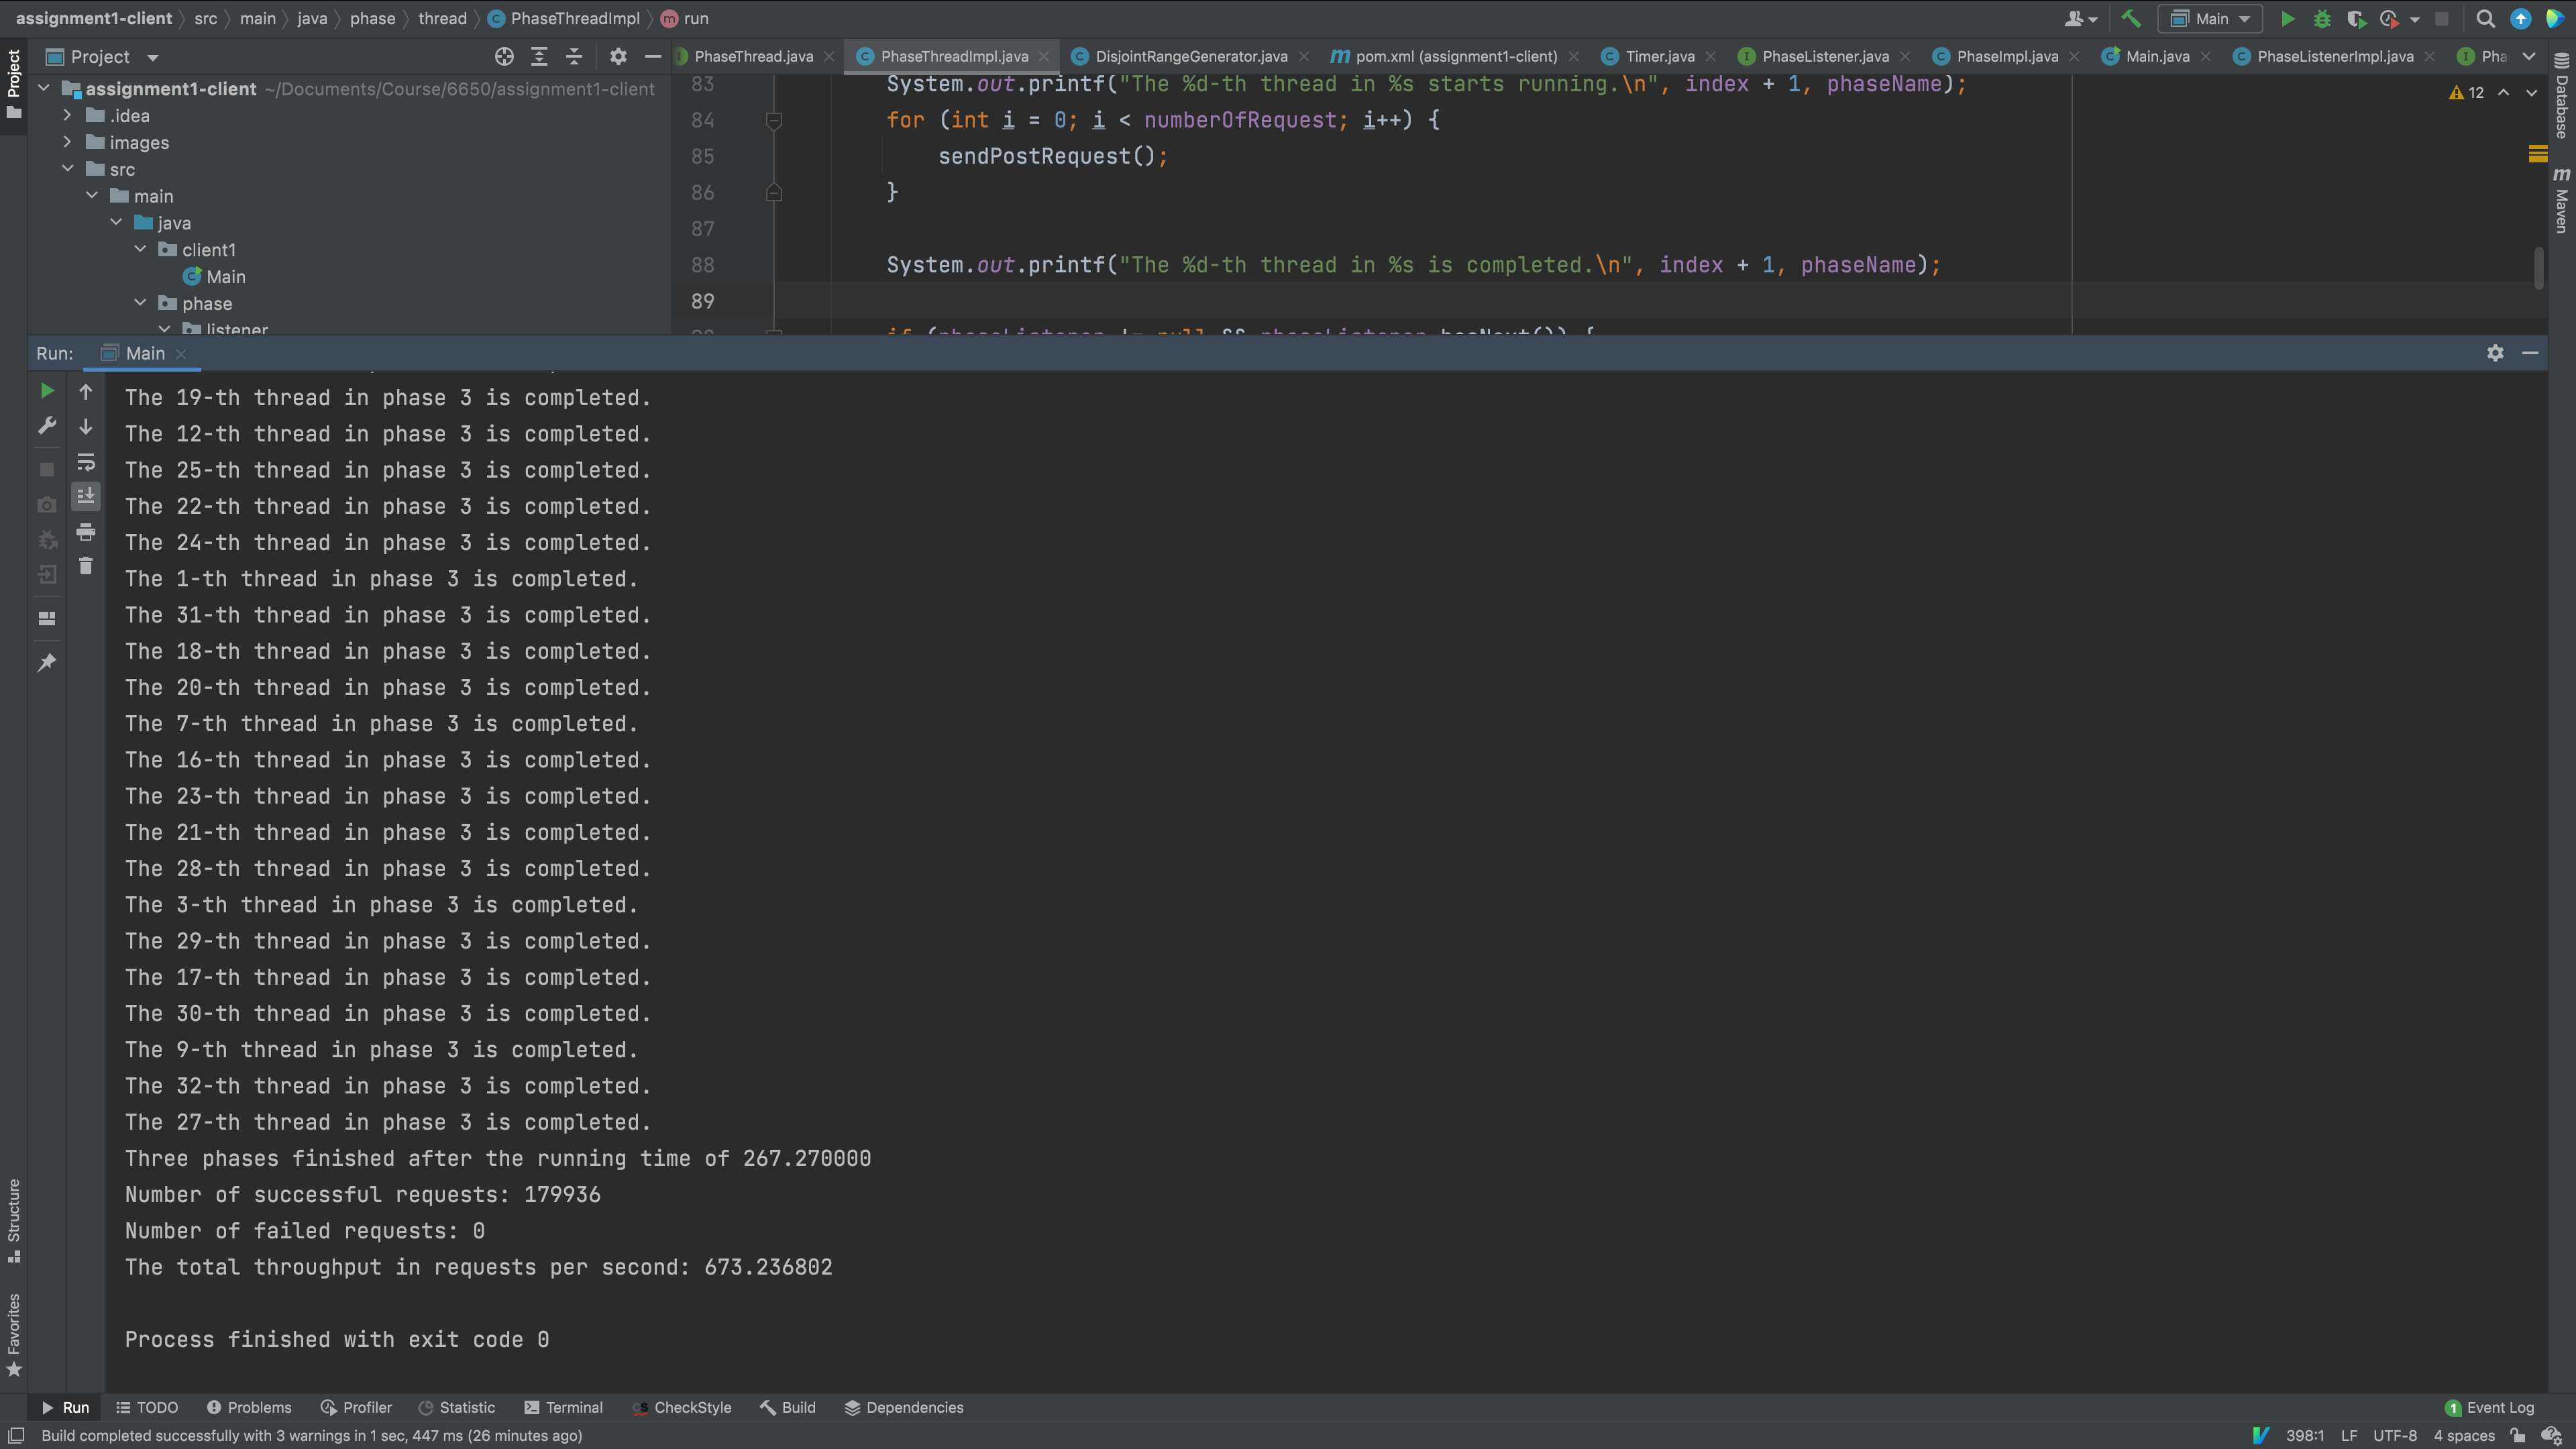 assignment1-client src main java phase thread PhaseThreadImpl run Main
Project
PhaseThread.java PhaseThreadImpl.java DisjointRangeGenerator.java pom.xml (assignment1-client) Timer.java PhaseListener.java PhaseImpl.java Main.java PhaseListenerImpl.java Pha
assignment1-client ~/Documents/Course/6650/assignment1-client
.idea
images
src
main
java
client1
Main
phase
listener
83 System.out.printf("The %d-th thread in %s starts running.\n", index + 1, phaseName);
84 for (int i = 0; i < numberOfRequest; i++) {
85 sendPostRequest();
86 }
87
88 System.out.printf("The %d-th thread in %s is completed.\n", index + 1, phaseName);
89
12
Project
Structure
Favorites
Database
Maven
Run: Main
The 19-th thread in phase 3 is completed.
The 12-th thread in phase 3 is completed.
The 25-th thread in phase 3 is completed.
The 22-th thread in phase 3 is completed.
The 24-th thread in phase 3 is completed.
The 1-th thread in phase 3 is completed.
The 31-th thread in phase 3 is completed.
The 18-th thread in phase 3 is completed.
The 20-th thread in phase 3 is completed.
The 7-th thread in phase 3 is completed.
The 16-th thread in phase 3 is completed.
The 23-th thread in phase 3 is completed.
The 21-th thread in phase 3 is completed.
The 28-th thread in phase 3 is completed.
The 3-th thread in phase 3 is completed.
The 29-th thread in phase 3 is completed.
The 17-th thread in phase 3 is completed.
The 30-th thread in phase 3 is completed.
The 9-th thread in phase 3 is completed.
The 32-th thread in phase 3 is completed.
The 27-th thread in phase 3 is completed.
Three phases finished after the running time of 267.270000
Number of successful requests: 179936
Number of failed requests: 0
The total throughput in requests per second: 673.236802
Process finished with exit code 0
Run TODO Problems Profiler Statistic Terminal CheckStyle Build Dependencies 1 Event Log
Build completed successfully with 3 warnings in 1 sec, 447 ms (26 minutes ago) 398:1 LF UTF-8 4 spaces